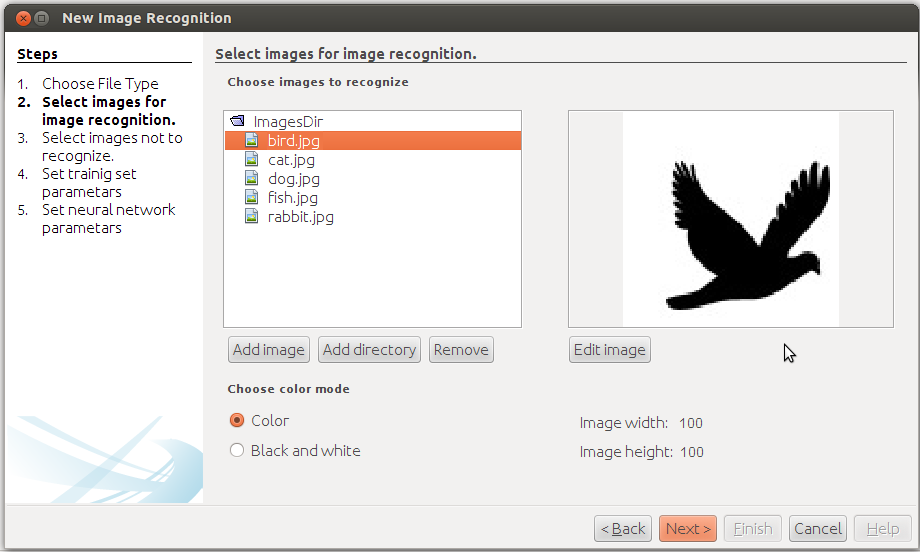 New Image Recognition
Steps
1. Choose File Type
2. Select images for
image recognition.
3. Select images not to
recognize.
4. Set trainig set
parametars
5. Set neural network
parametars
Select images for image recognition.
Choose images to recognize
ImagesDir
bird.jpg
cat.jpg
dog.jpg
fish.jpg
rabbit.jpg
Add image Add directory Remove Edit image
Choose color mode
Color
Black and white
Image width: 100
Image height: 100
< Back Next > Finish Cancel Help